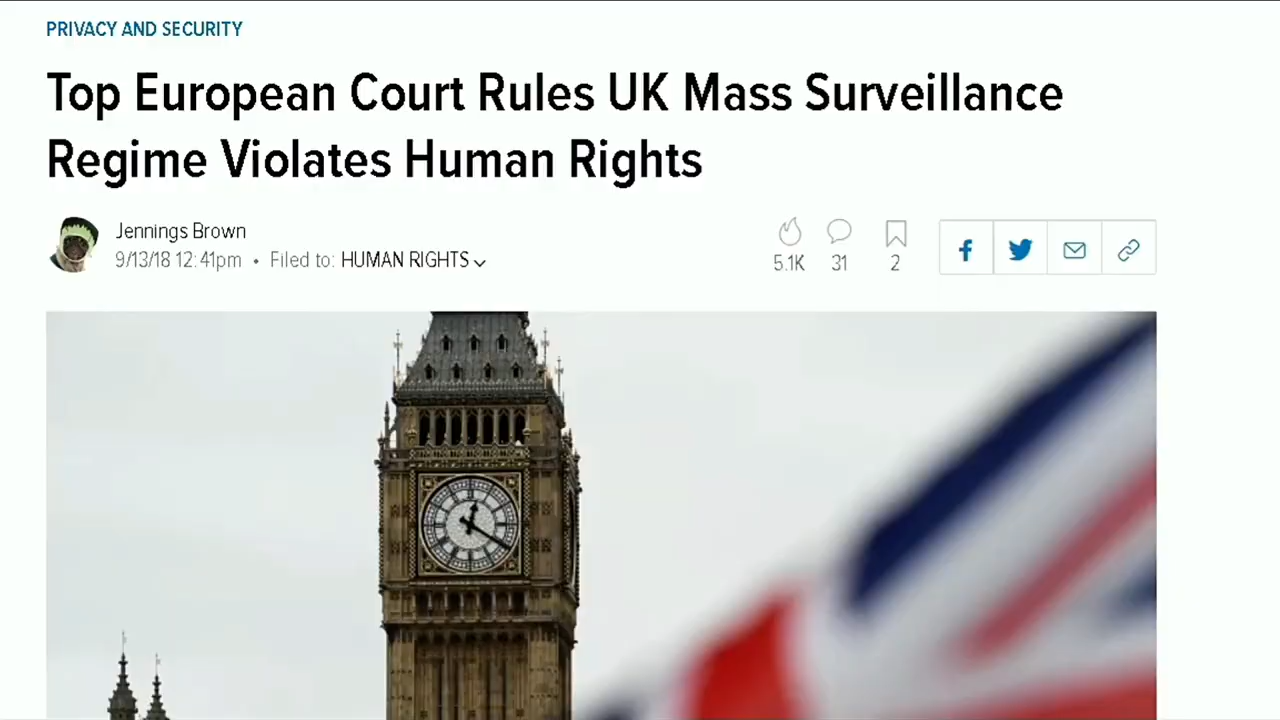 PRIVACY AND SECURITY
Top European Court Rules UK Mass Surveillance
Regime Violates Human Rights
Jennings Brown
9/13/18 12:41pm • Filed to: HUMAN RIGHTS
5.1K 31 2